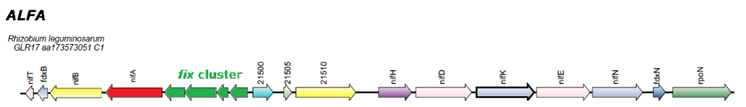 ALFA
Rhizobium leguminosarum
GLR17 aa173573051 C1
nifT
fdxB
nifB
nifA
fix cluster
21500
21505
21510
nifH
nifD
nifK
nifE
nifN
fdxN
rpoN